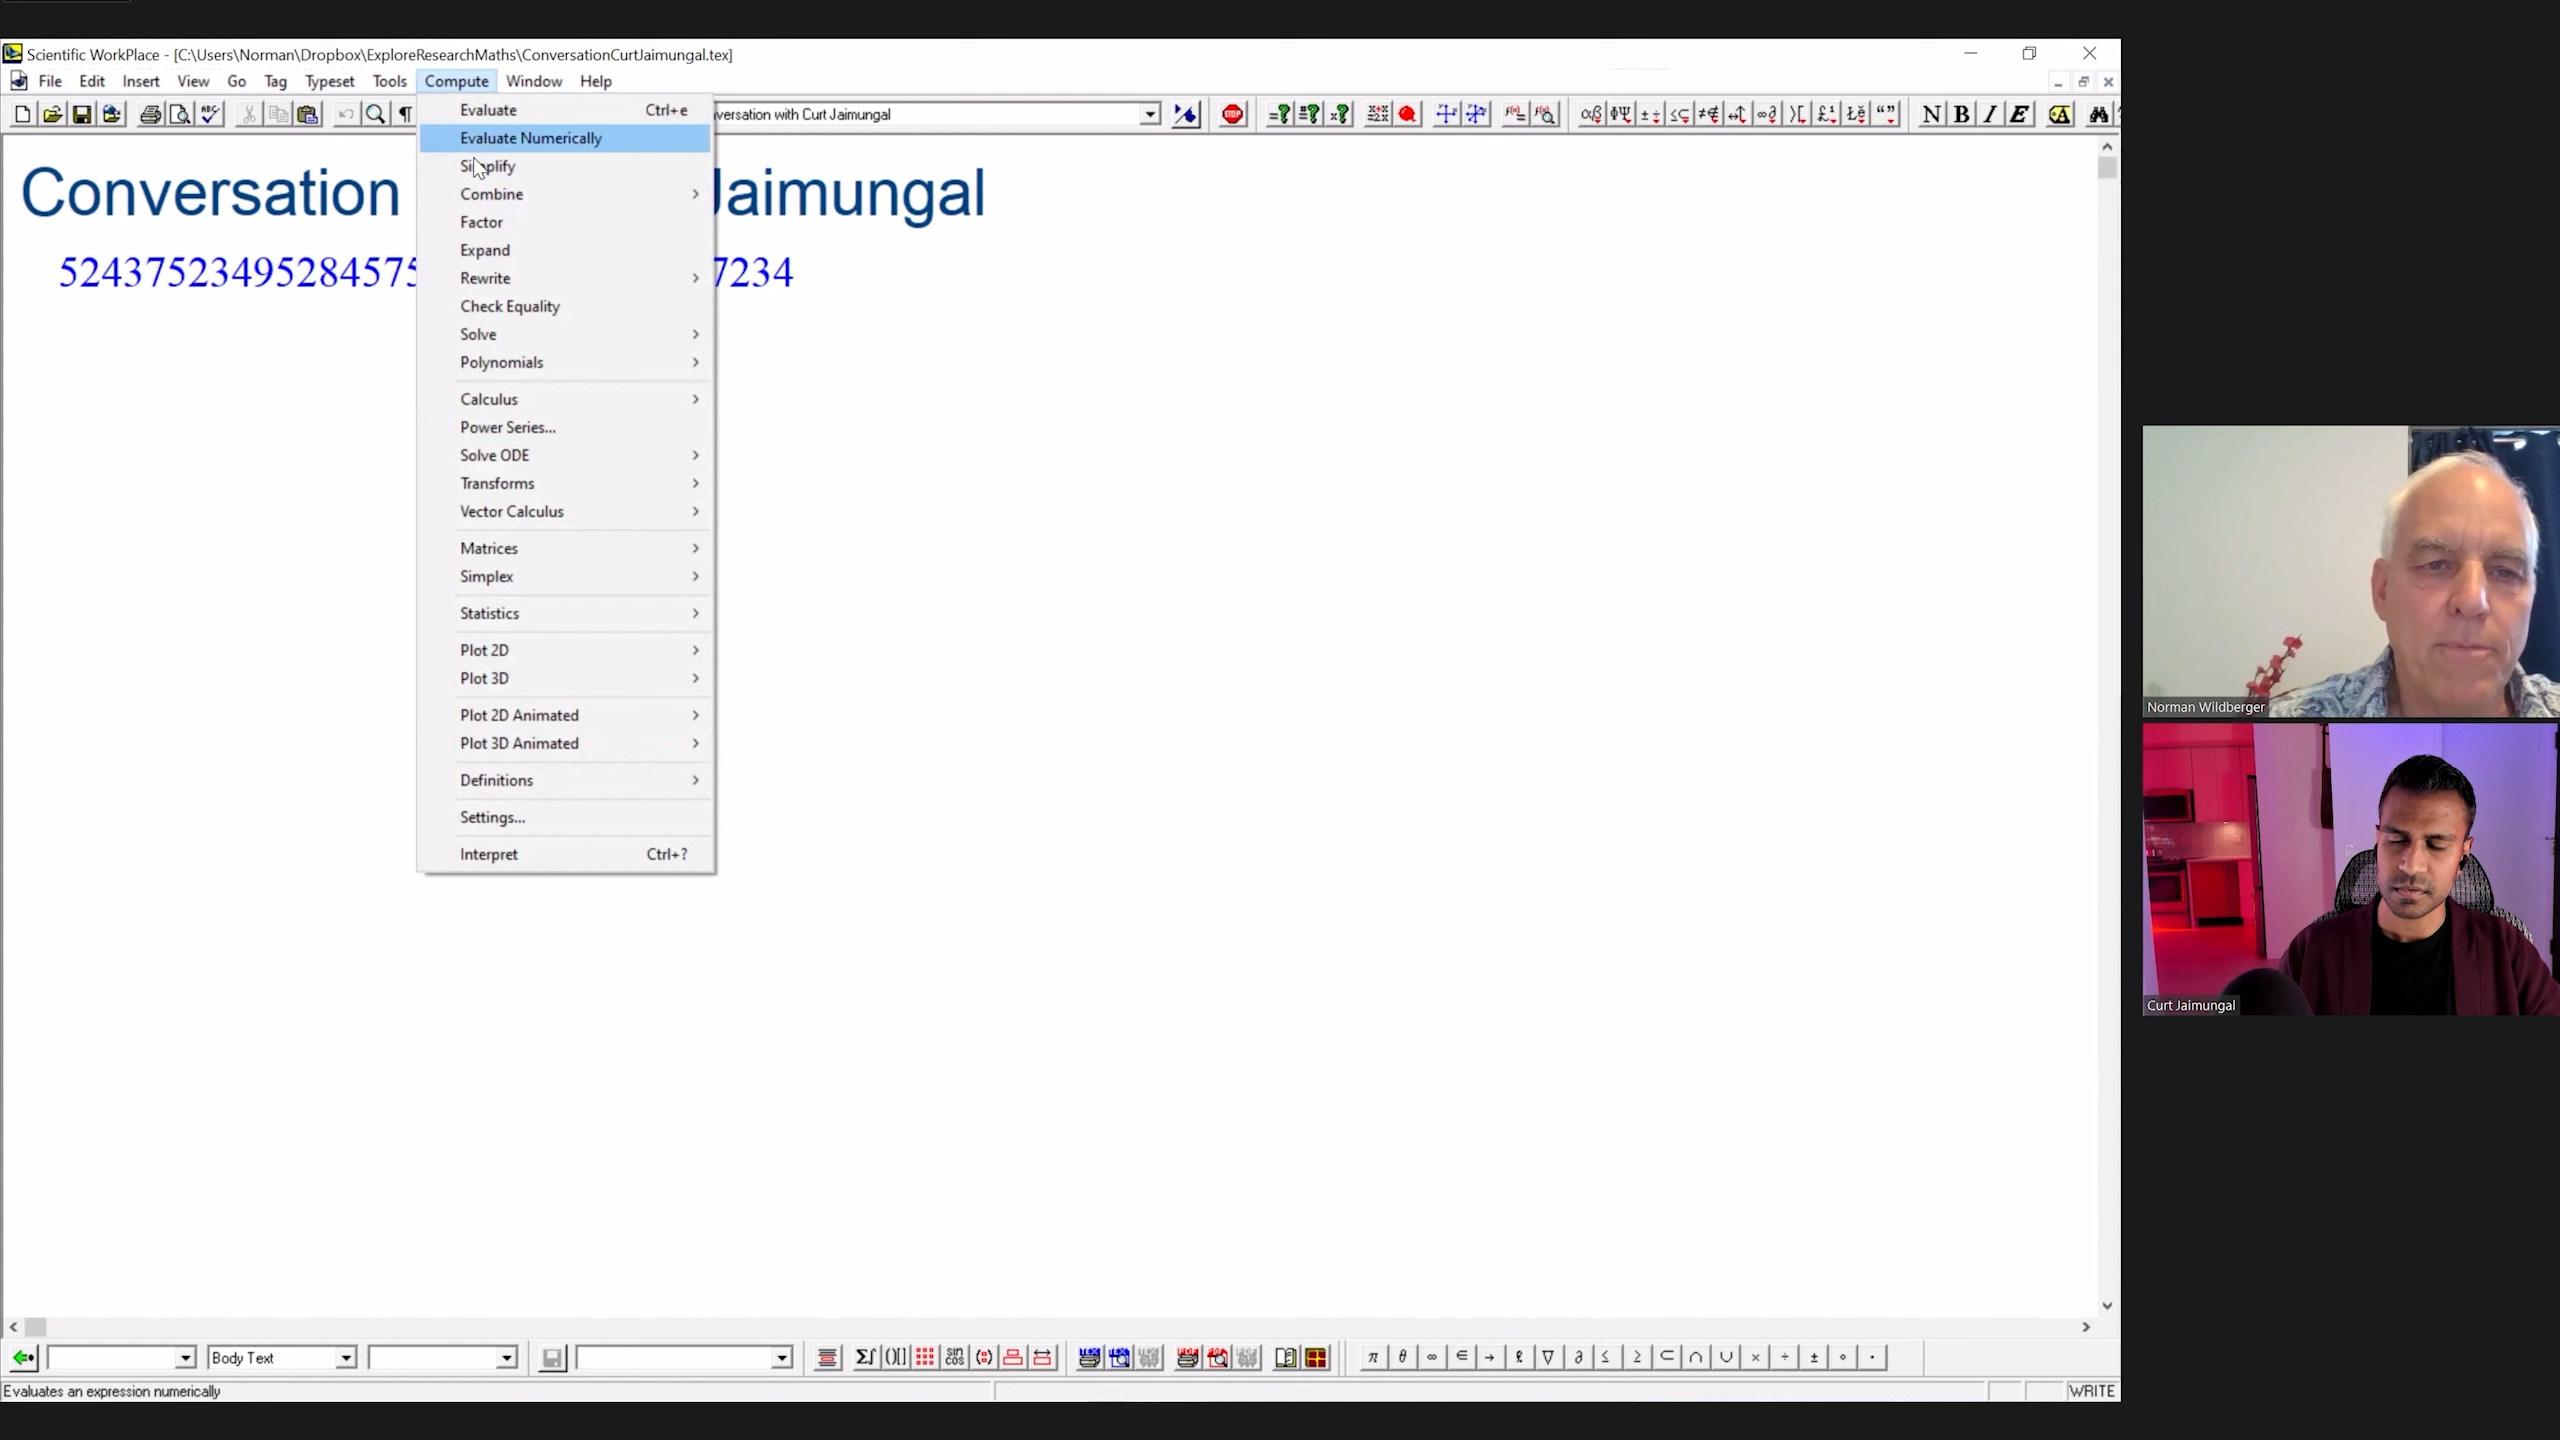 Scientific WorkPlace - [C:\Users\Norman\Dropbox\ExploreResearchMaths\ConversationCurtJaimungal.tex]
File Edit Insert View Go Tag Typeset Tools Compute Window Help
versation with Curt Jaimungal
N B I E
Evaluate Ctrl+e
Evaluate Numerically
Simplify
Combine
Factor
Expand
Rewrite
Check Equality
Solve
Polynomials
Calculus
Power Series...
Solve ODE
Transforms
Vector Calculus
Matrices
Simplex
Statistics
Plot 2D
Plot 3D
Plot 2D Animated
Plot 3D Animated
Definitions
Settings...
Interpret Ctrl+?
Conversation Jaimungal
52437523495284575 7234
Norman Wildberger
Curt Jaimungal
Body Text
π θ ∞ ∈ → ℓ ∇ ∂ ≤ ≥ ⊂ ∩ ∪ × ÷ ± ∘ ·
Evaluates an expression numerically
WRITE